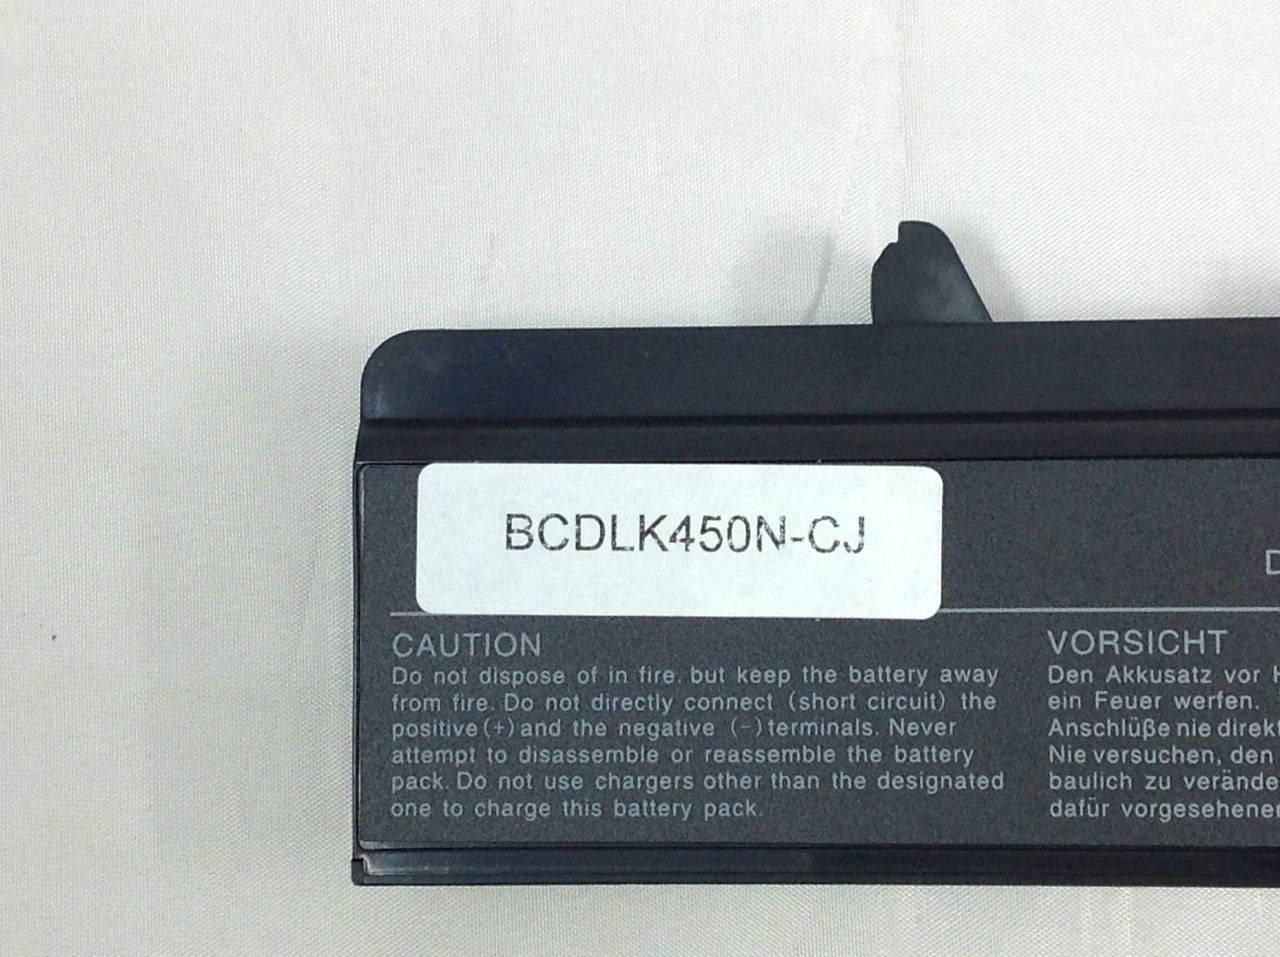 BCDLK450N-CJ
D
CAUTION
Do not dispose of in fire. but keep the battery away
from fire. Do not directly connect (short circuit) the
positive (+) and the negative (-) terminals. Never
attempt to disassemble or reassemble the battery
pack. Do not use chargers other than the designated
one to charge this battery pack.
VORSICHT
Den Akkusatz vor
ein Feuer werfen.
Anschlüße nie direkt
Nie versuchen, den
baulich zu verände
dafür vorgesehenen